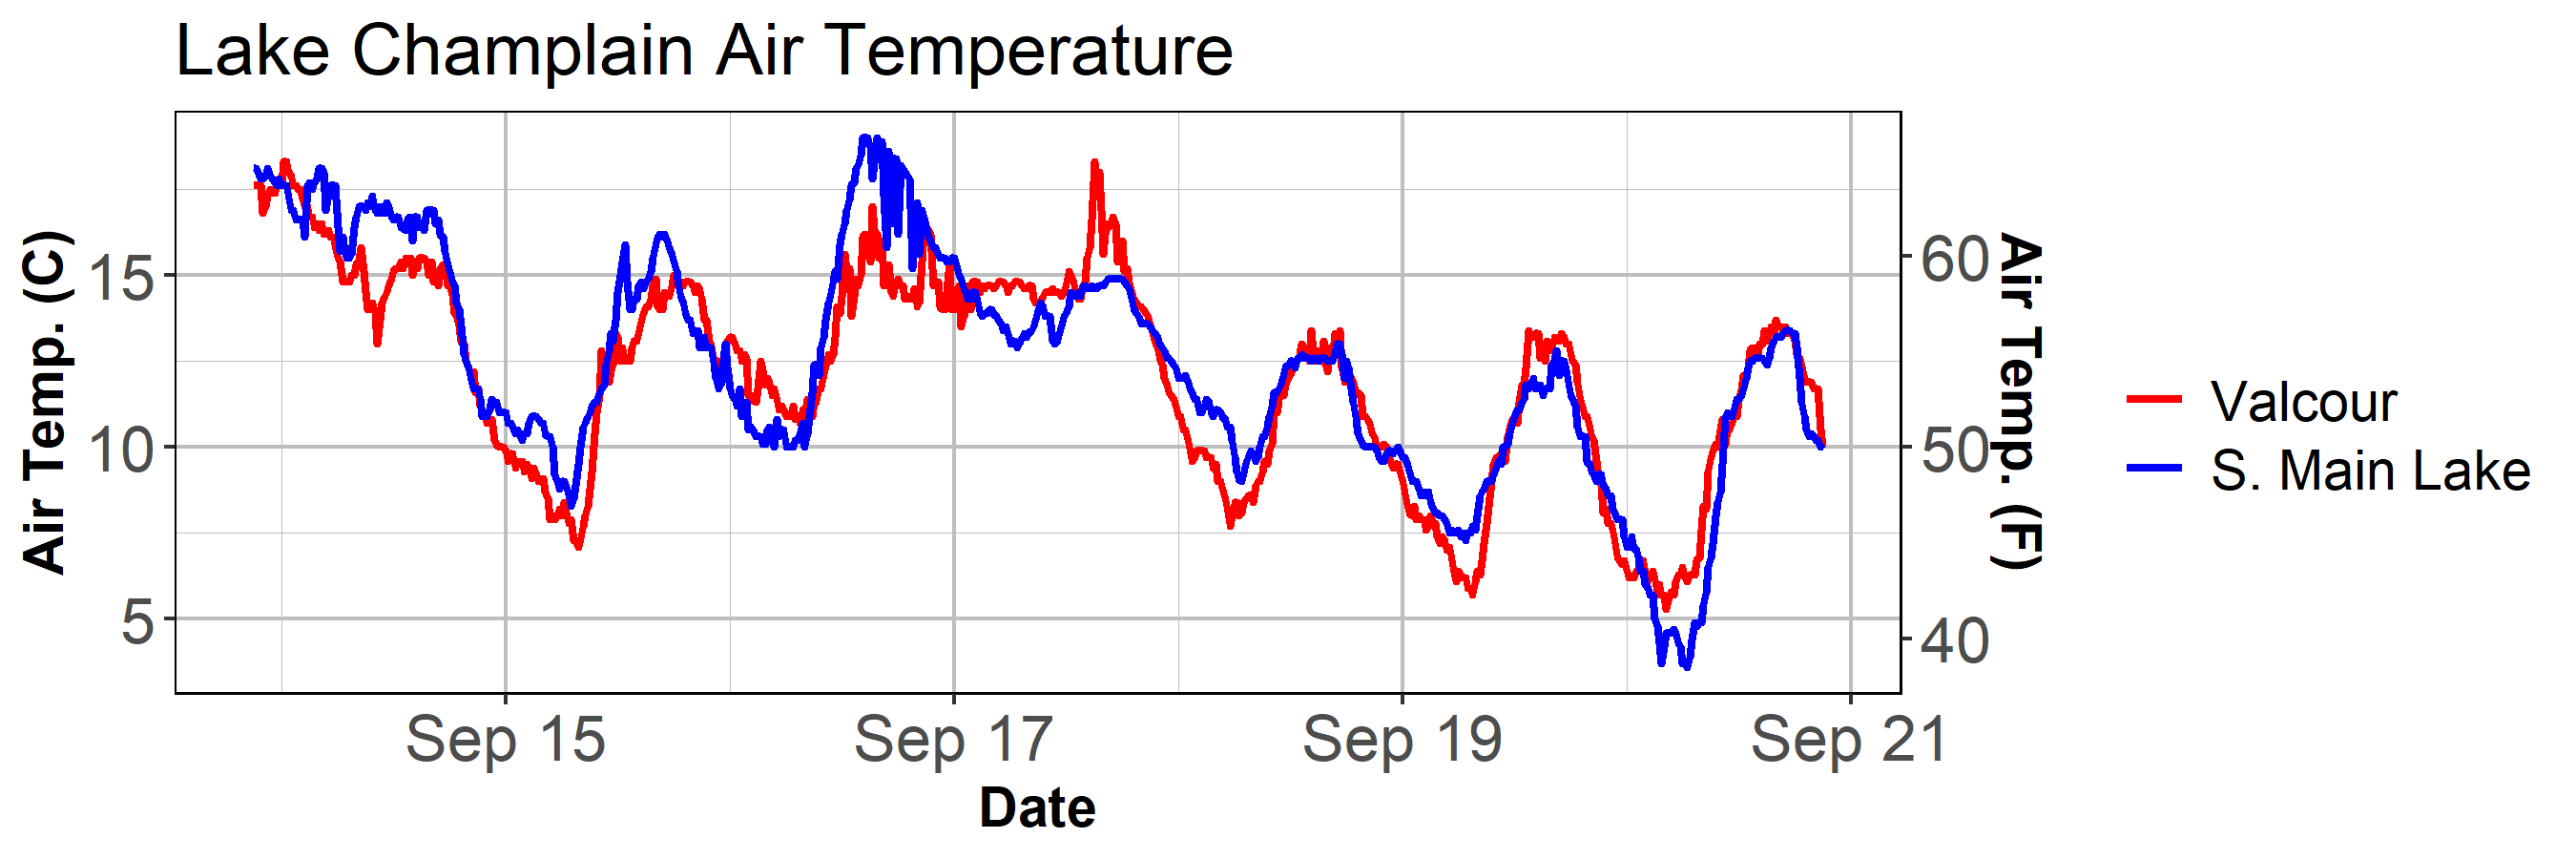 Lake Champlain Air Temperature
Air Temp. (C)
15
10
5
60
50
40
Air Temp. (F)
Sep 15
Sep 17
Sep 19
Sep 21
Date
Valcour
S. Main Lake